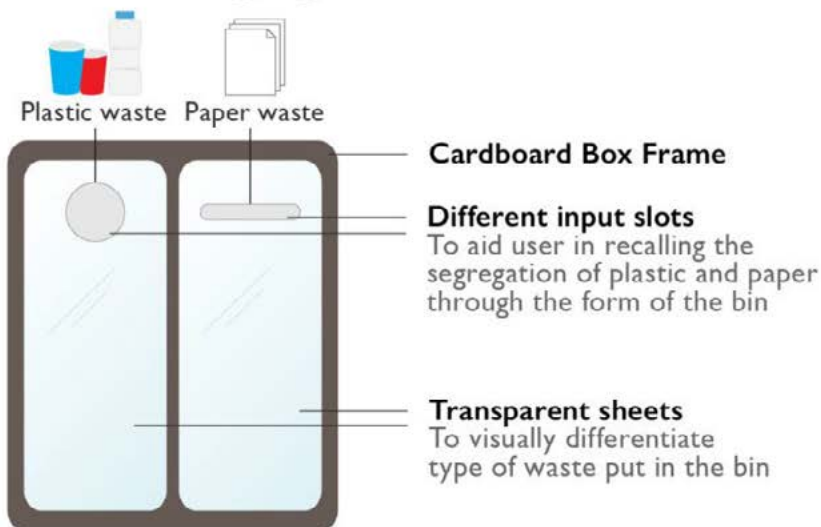 Plastic waste Paper waste
Cardboard Box Frame
Different input slots
To aid user in recalling the
segregation of plastic and paper
through the form of the bin
Transparent sheets
To visually differentiate
type of waste put in the bin